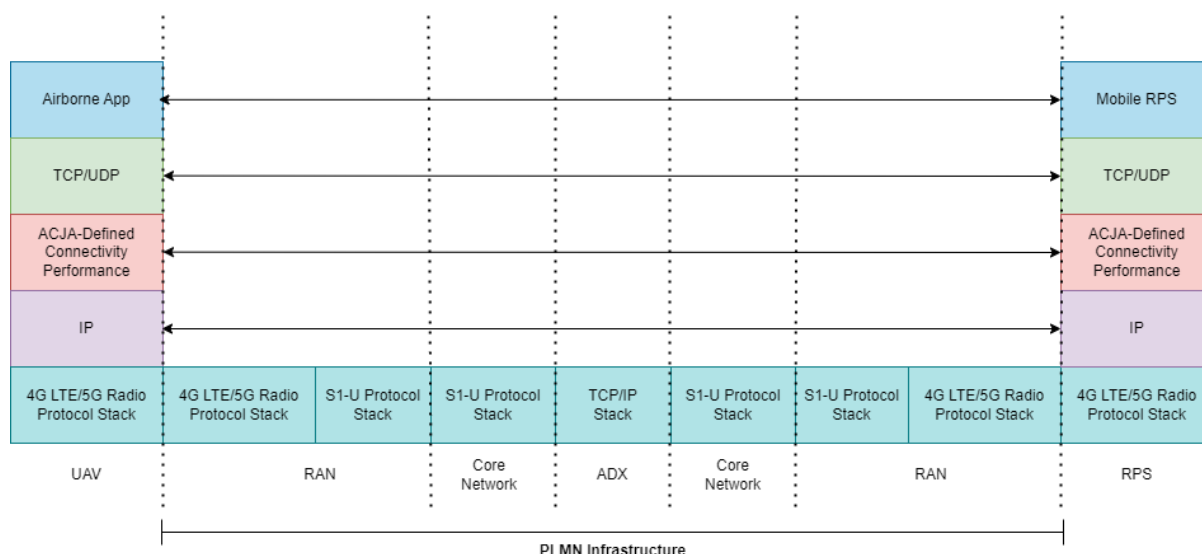 Airborne App
Mobile RPS
TCP/UDP
TCP/UDP
ACJA-Defined
Connectivity
Performance
ACJA-Defined
Connectivity
Performance
IP
IP
4G LTE/5G Radio
Protocol Stack
4G LTE/5G Radio
Protocol Stack
S1-U Protocol
Stack
S1-U Protocol
Stack
TCP/IP
Stack
S1-U Protocol
Stack
S1-U Protocol
Stack
4G LTE/5G Radio
Protocol Stack
4G LTE/5G Radio
Protocol Stack
UAV
RAN
Core
Network
ADX
Core
Network
RAN
RPS
PLMN Infrastructure